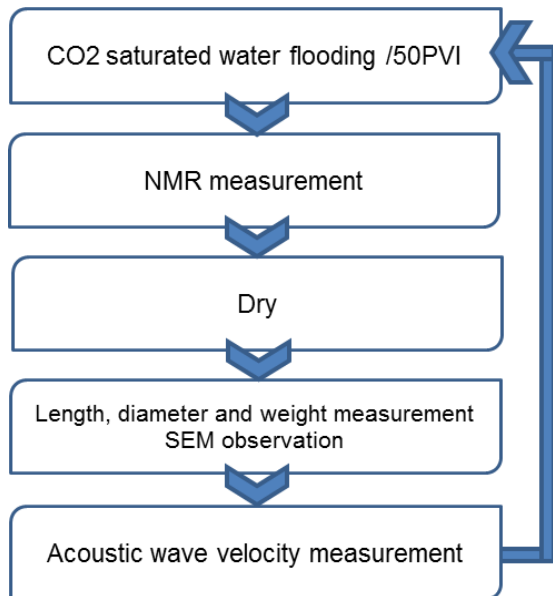 CO2 saturated water flooding /50PVI
NMR measurement
Dry
Length, diameter and weight measurement
SEM observation
Acoustic wave velocity measurement